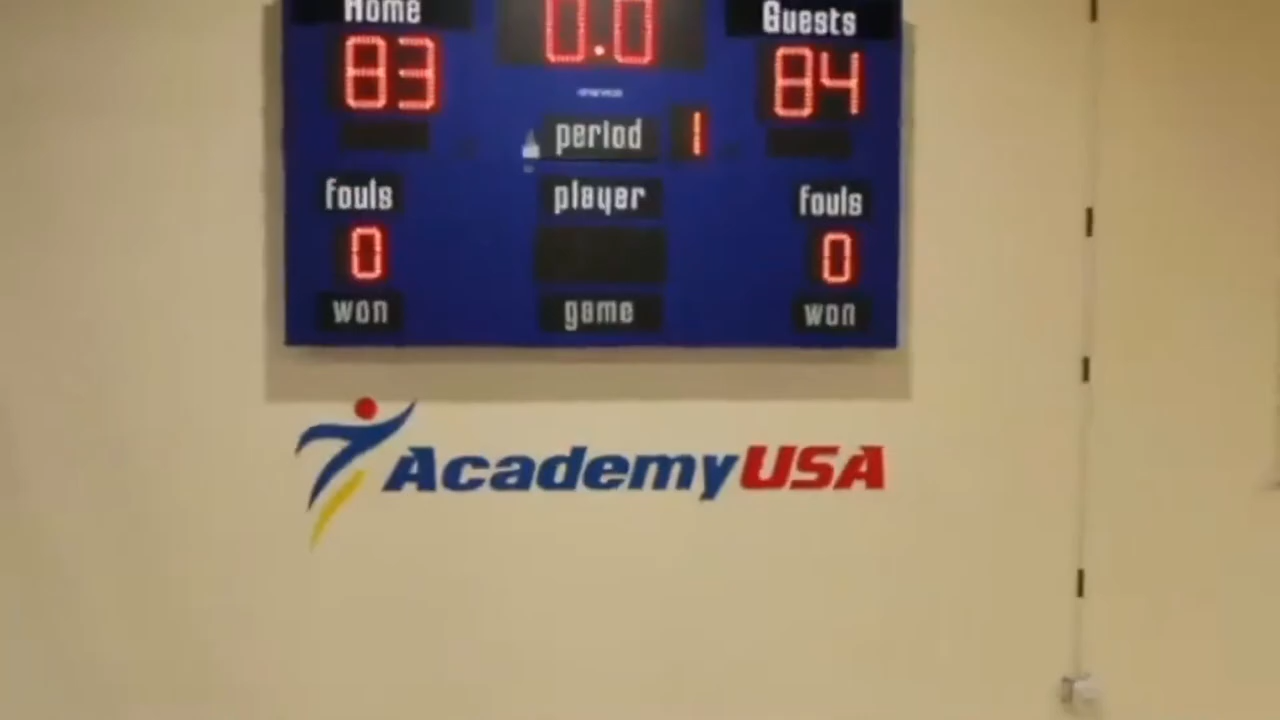 Home 0.0 Guests
83 84
period 1
fouls player fouls
0 0
won game won
AcademyUSA